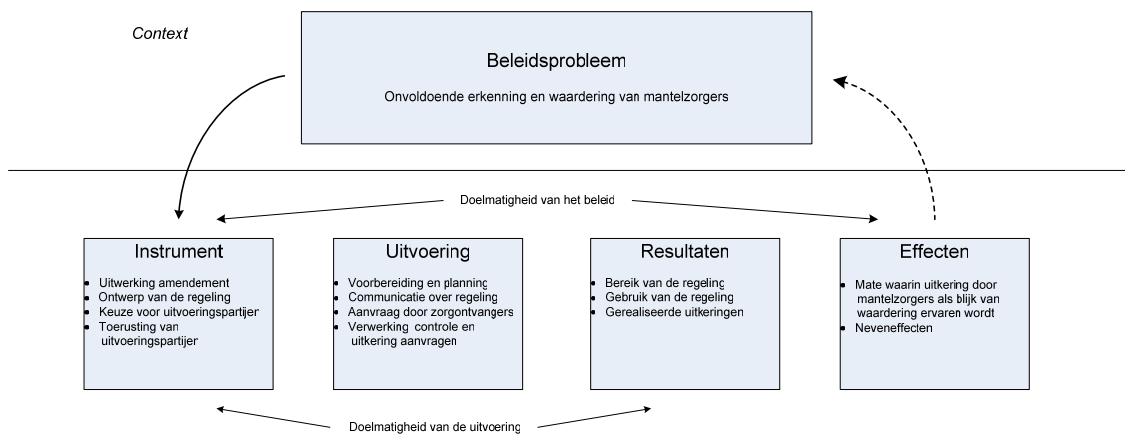 Context
Beleidsprobleem
Onvoldoende erkenning en waardering van mantelzorgers
Doelmatigheid van het beleid
Instrument
• Uitwerking amendement
• Ontwerp van de regeling
• Keuze voor uitvoeringspartijen
• Toerusting van
uitvoeringspartijen
Uitvoering
• Voorbereiding en planning
• Communicatie over regeling
• Aanvraag door zorgontvangers
• Verwerking controle en
uitkering aanvragen
Resultaten
• Bereik van de regeling
• Gebruik van de regeling
• Gerealiseerde uitkeringen
Effecten
• Mate waarin uitkering door
mantelzorgers als blijk van
waardering ervaren wordt
• Neveneffecten
Doelmatigheid van de uitvoering